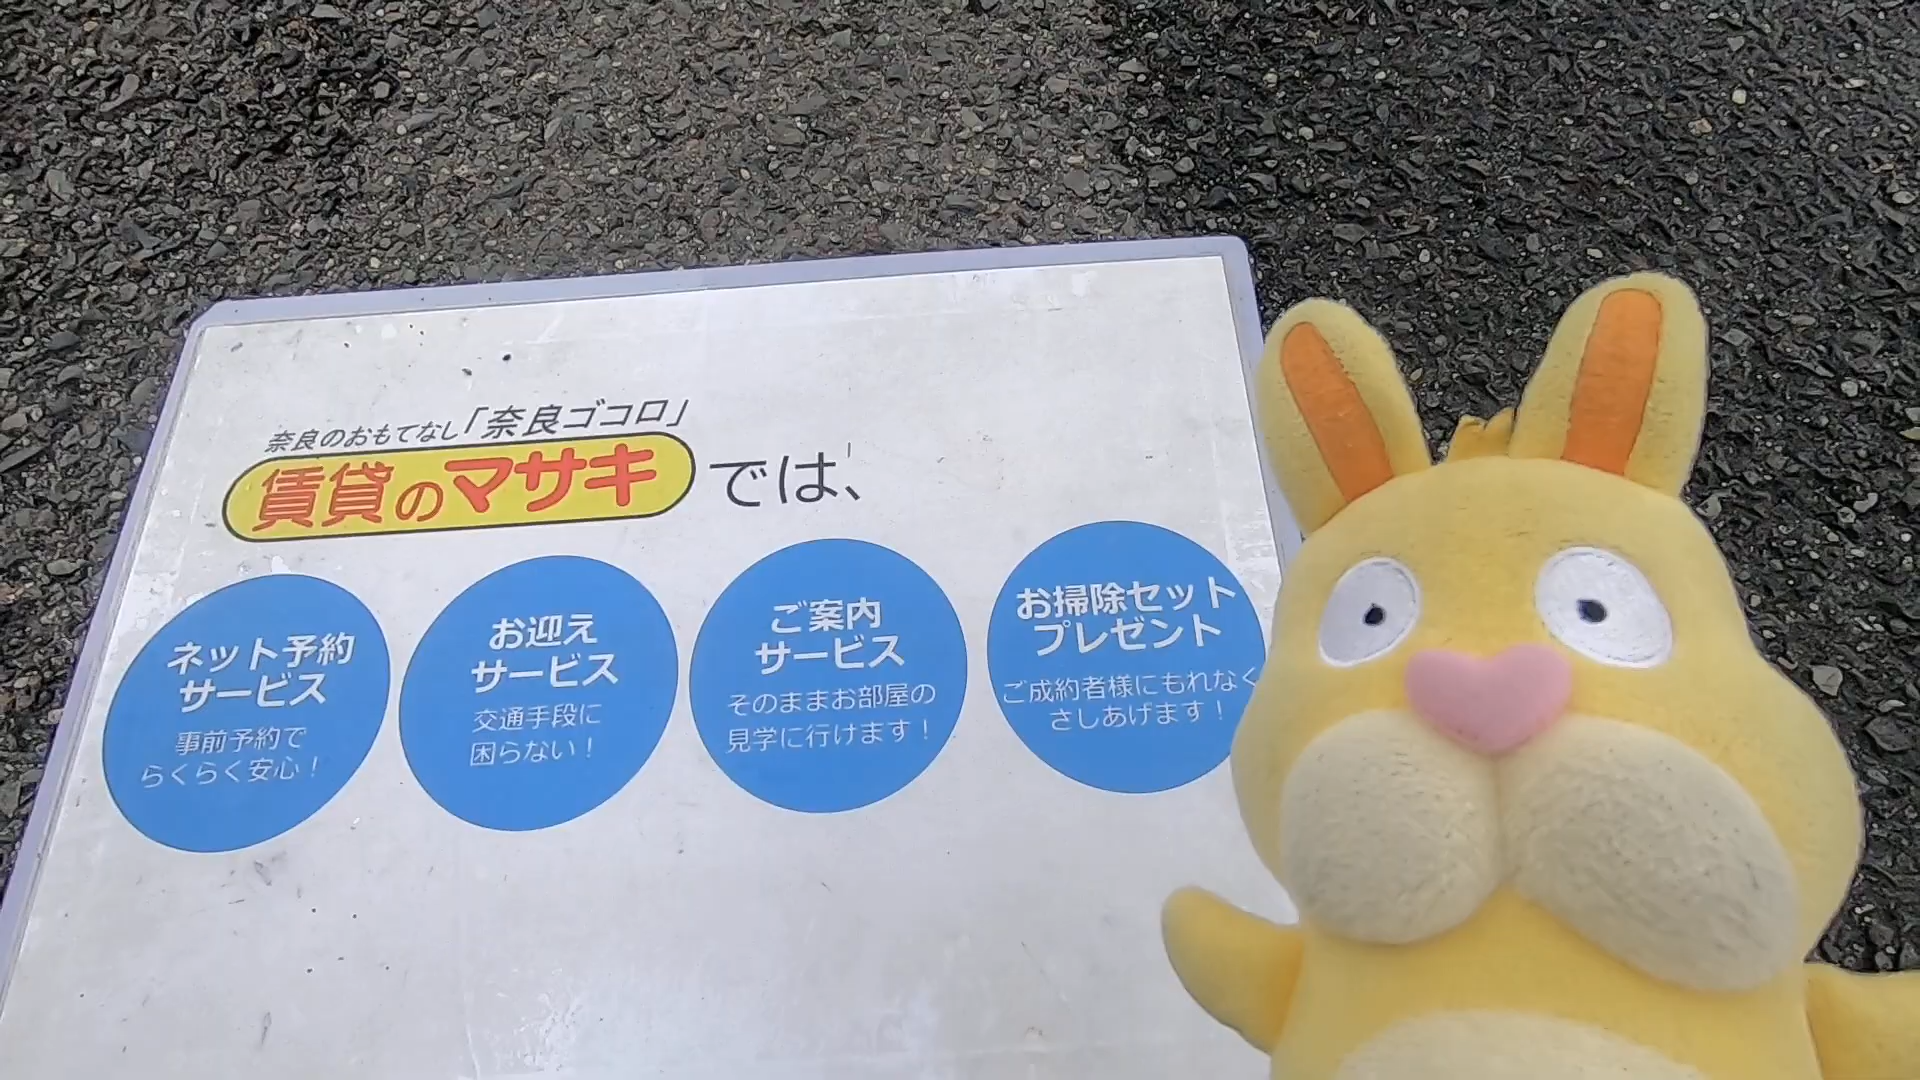 奈良のおもてなし「奈良ゴコロ」
賃貸のマサキでは、
ネット予約
サービス
事前予約で
らくらく安心！
お迎え
サービス
交通手段に
困らない！
ご案内
サービス
そのままお部屋の
見学に行けます！
お掃除セット
プレゼント
ご成約者様にもれなく
さしあげます！